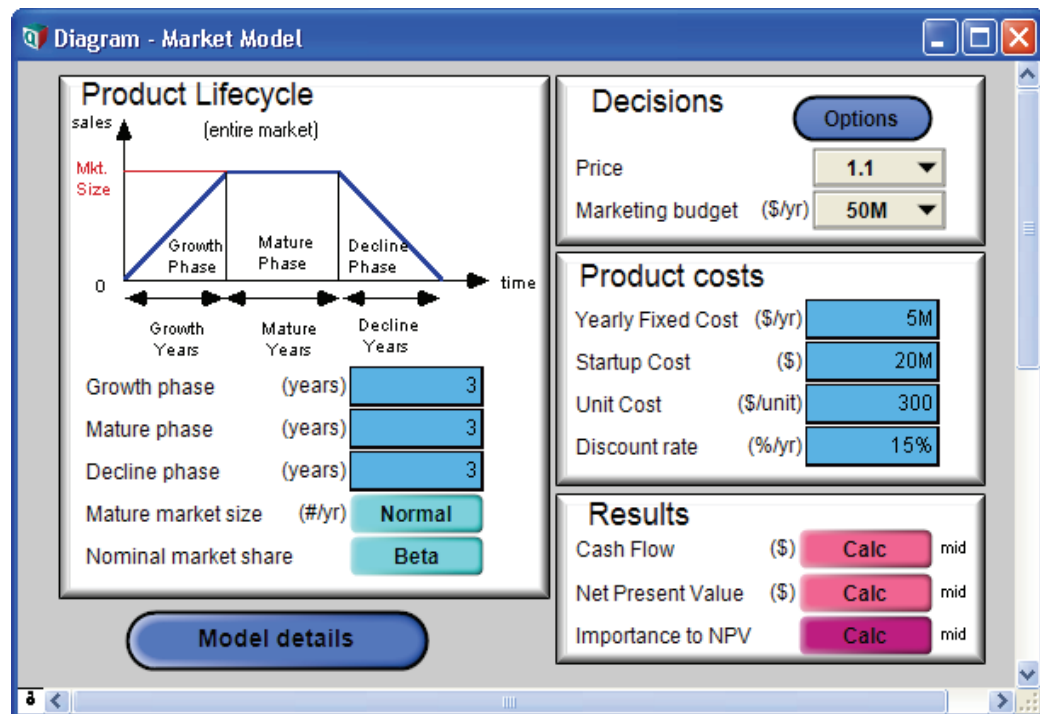 Diagram - Market Model
Product Lifecycle
sales
(entire market)
Mkt.
Size
Growth
Phase
Mature
Phase
Decline
Phase
0
time
Growth
Years
Mature
Years
Decline
Years
Growth phase (years) 3
Mature phase (years) 3
Decline phase (years) 3
Mature market size (#/yr) Normal
Nominal market share Beta
Model details
Decisions
Options
Price 1.1
Marketing budget ($/yr) 50M
Product costs
Yearly Fixed Cost ($/yr) 5M
Startup Cost ($) 20M
Unit Cost ($/unit) 300
Discount rate (%/yr) 15%
Results
Cash Flow ($) Calc mid
Net Present Value ($) Calc mid
Importance to NPV Calc mid